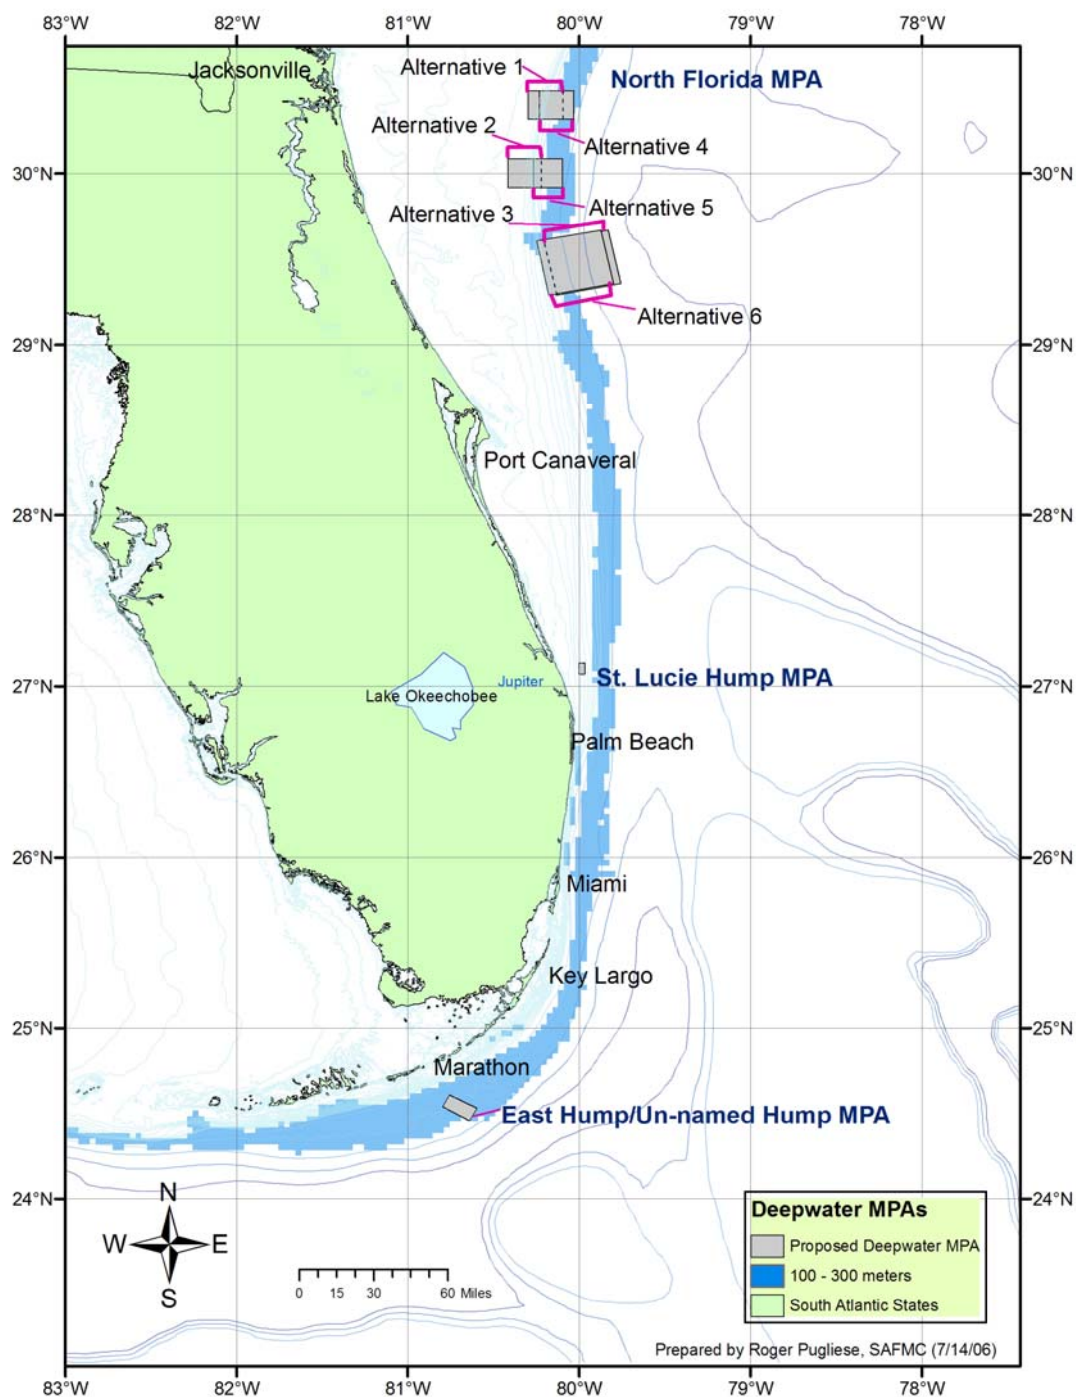 83°W 82°W 81°W 80°W 79°W 78°W
Jacksonville
Alternative 1
North Florida MPA
Alternative 2
Alternative 4
30°N 30°N
Alternative 3
Alternative 5
Alternative 6
29°N 29°N
Port Canaveral
28°N 28°N
St. Lucie Hump MPA
Jupiter
27°N 27°N
Lake Okeechobee
Palm Beach
26°N 26°N
Miami
Key Largo
25°N 25°N
Marathon
East Hump/Un-named Hump MPA
24°N 24°N
N
W E
S
0 15 30 60 Miles
Deepwater MPAs
Proposed Deepwater MPA
100 - 300 meters
South Atlantic States
Prepared by Roger Pugliese, SAFMC (7/14/06)
83°W 82°W 81°W 80°W 79°W 78°W